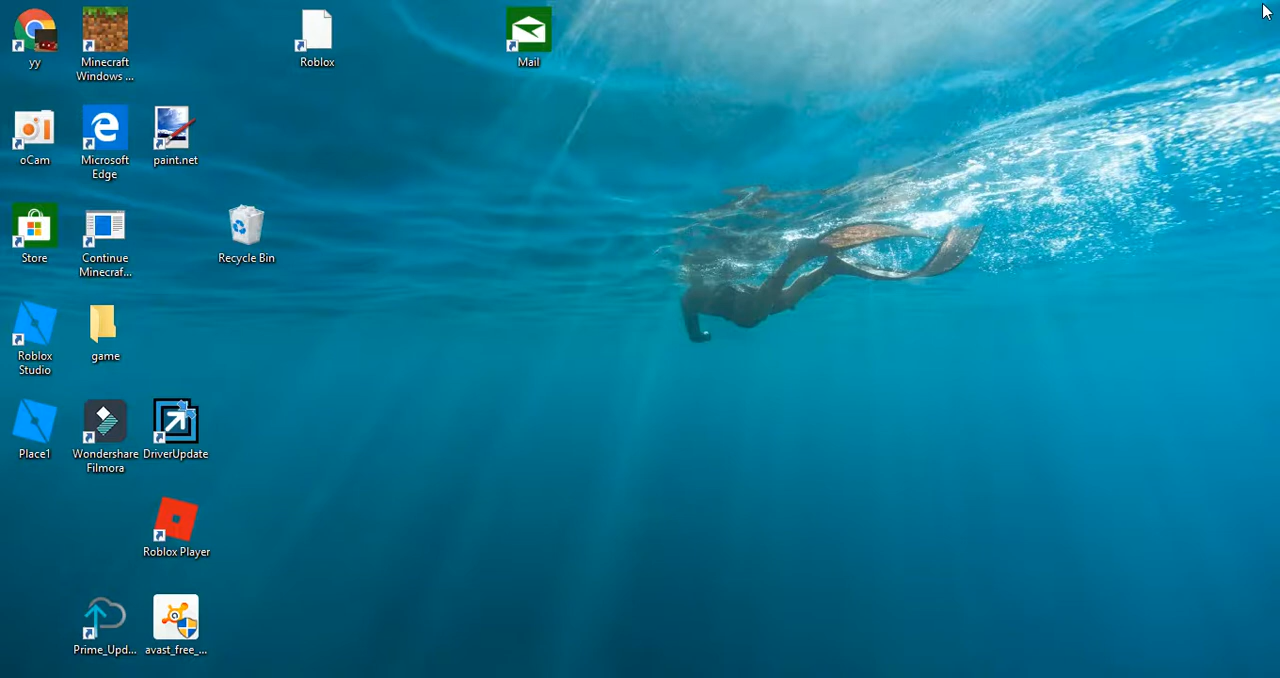 yy
Minecraft
Windows ...
Roblox
Mail
oCam
Microsoft
Edge
paint.net
Store
Continue
Minecraf...
Recycle Bin
Roblox
Studio
game
Place1
Wondershare
Filmora
DriverUpdate
Roblox Player
Prime_Upd...
avast_free_...